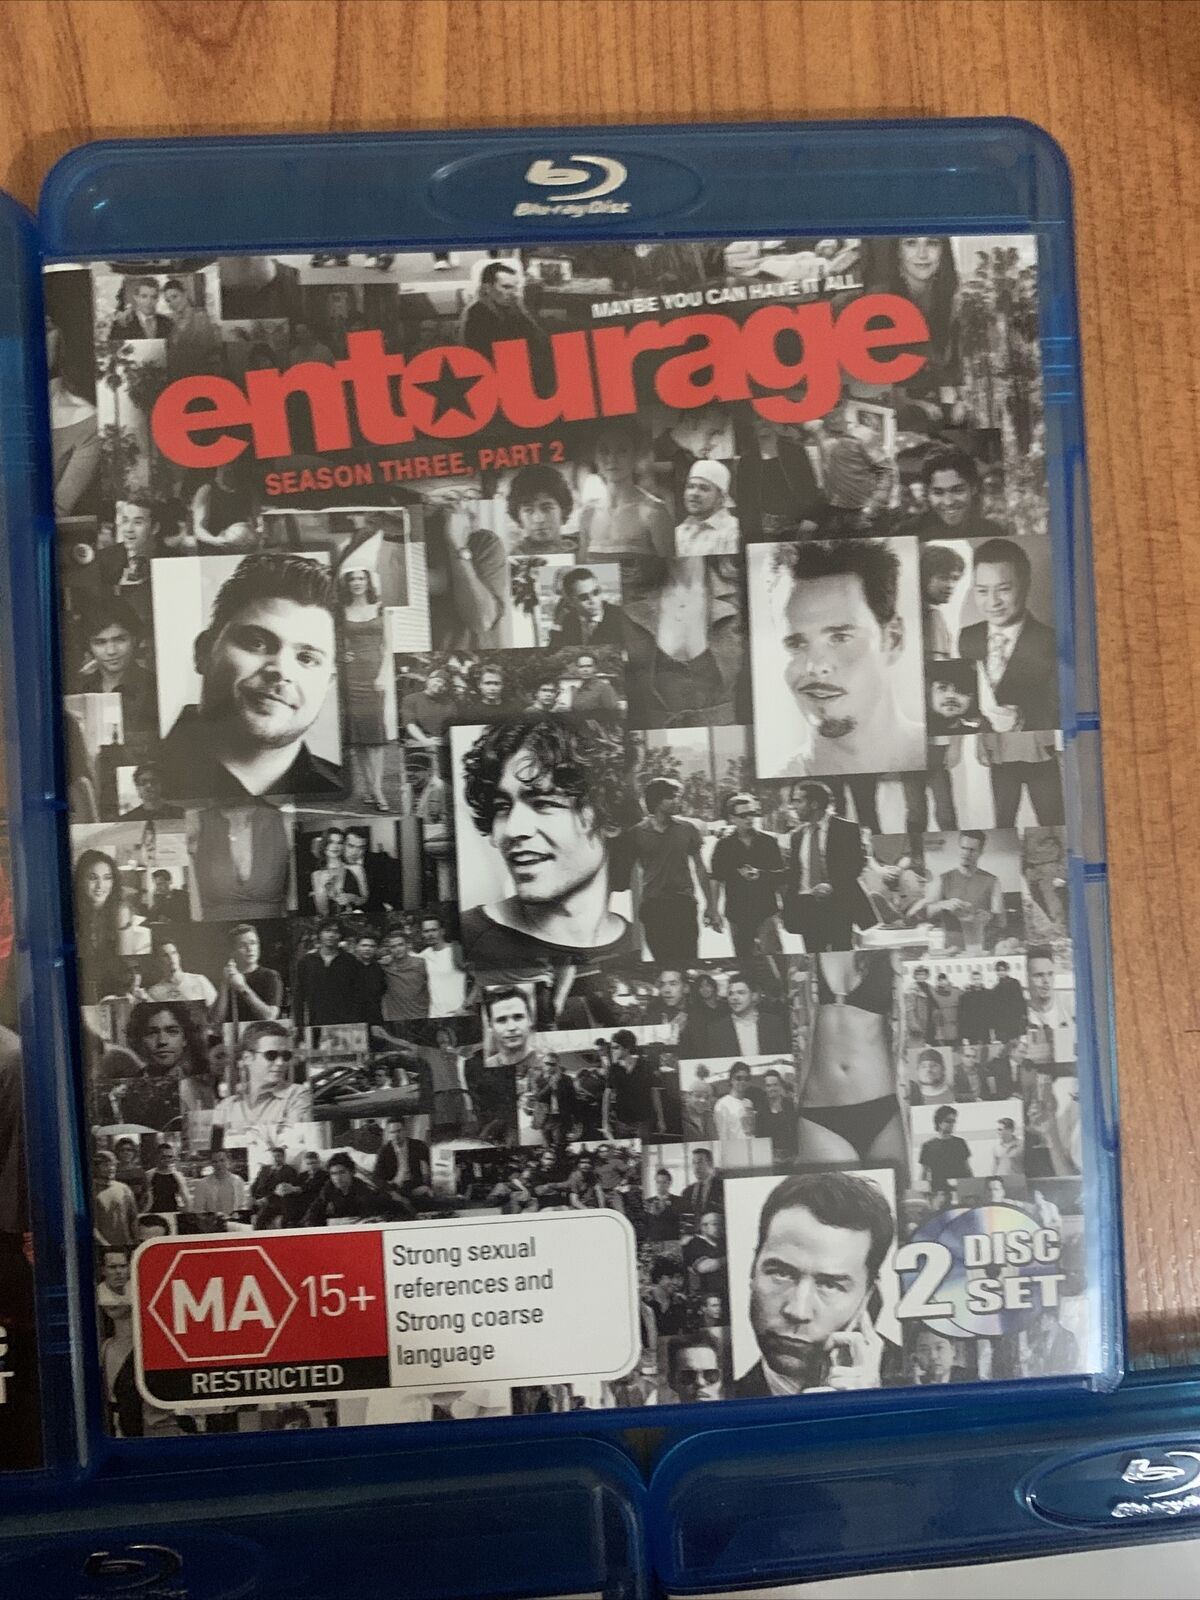 Blu-ray Disc
MAYBE YOU CAN HAVE IT ALL.
entourage
SEASON THREE, PART 2
MA 15+
RESTRICTED
Strong sexual
references and
Strong coarse
language
2 DISC
SET